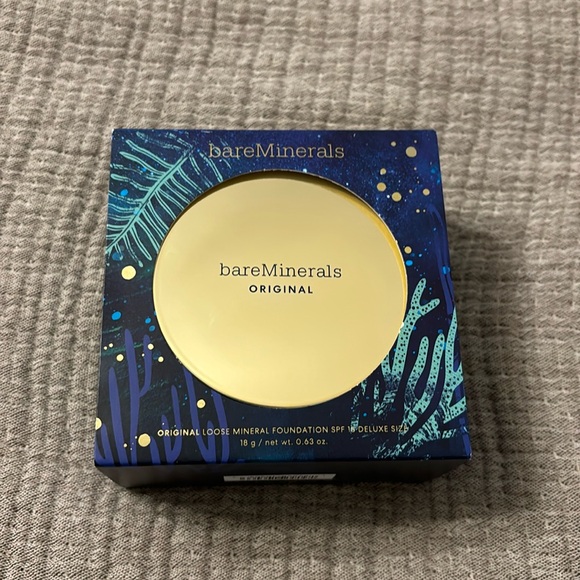 bareMinerals
bareMinerals
ORIGINAL
ORIGINAL LOOSE MINERAL FOUNDATION SPF 15 DELUXE SIZE
18 g / net wt. 0.63 oz.